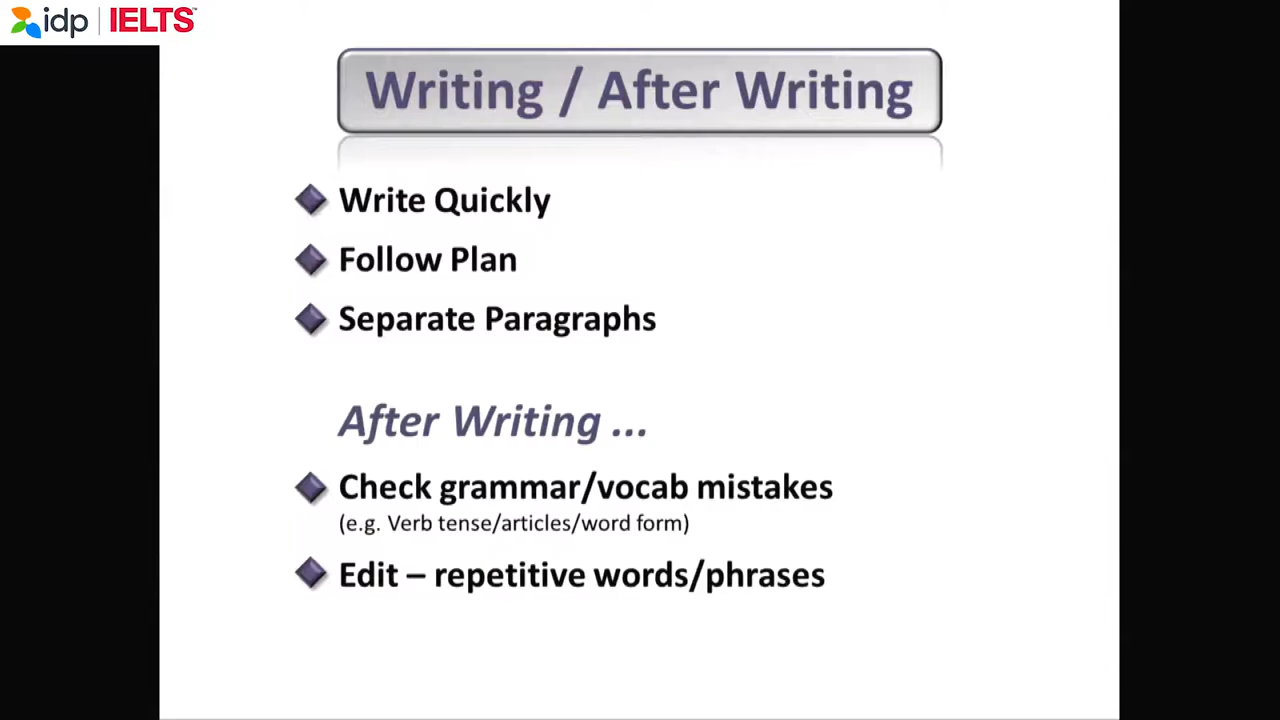 idp | IELTS™
Writing / After Writing
Write Quickly
Follow Plan
Separate Paragraphs
After Writing ...
Check grammar/vocab mistakes
(e.g. Verb tense/articles/word form)
Edit – repetitive words/phrases